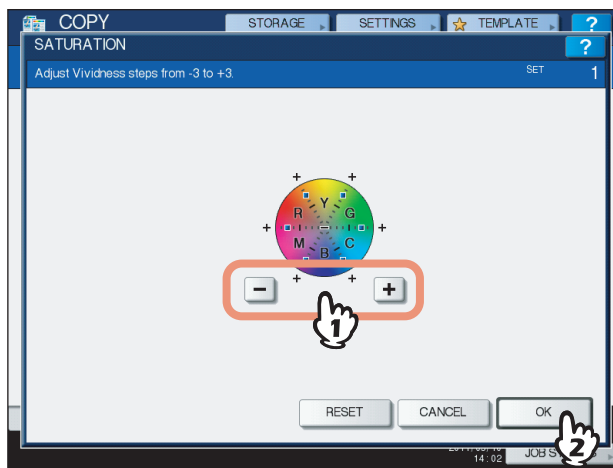 COPY STORAGE SETTINGS TEMPLATE ?
SATURATION ?
Adjust Vividness steps from -3 to +3. SET 1
+ +
Y
R G
+ - +
M C
B
+ +
- +
1
RESET CANCEL OK
2
14:02 JOB S